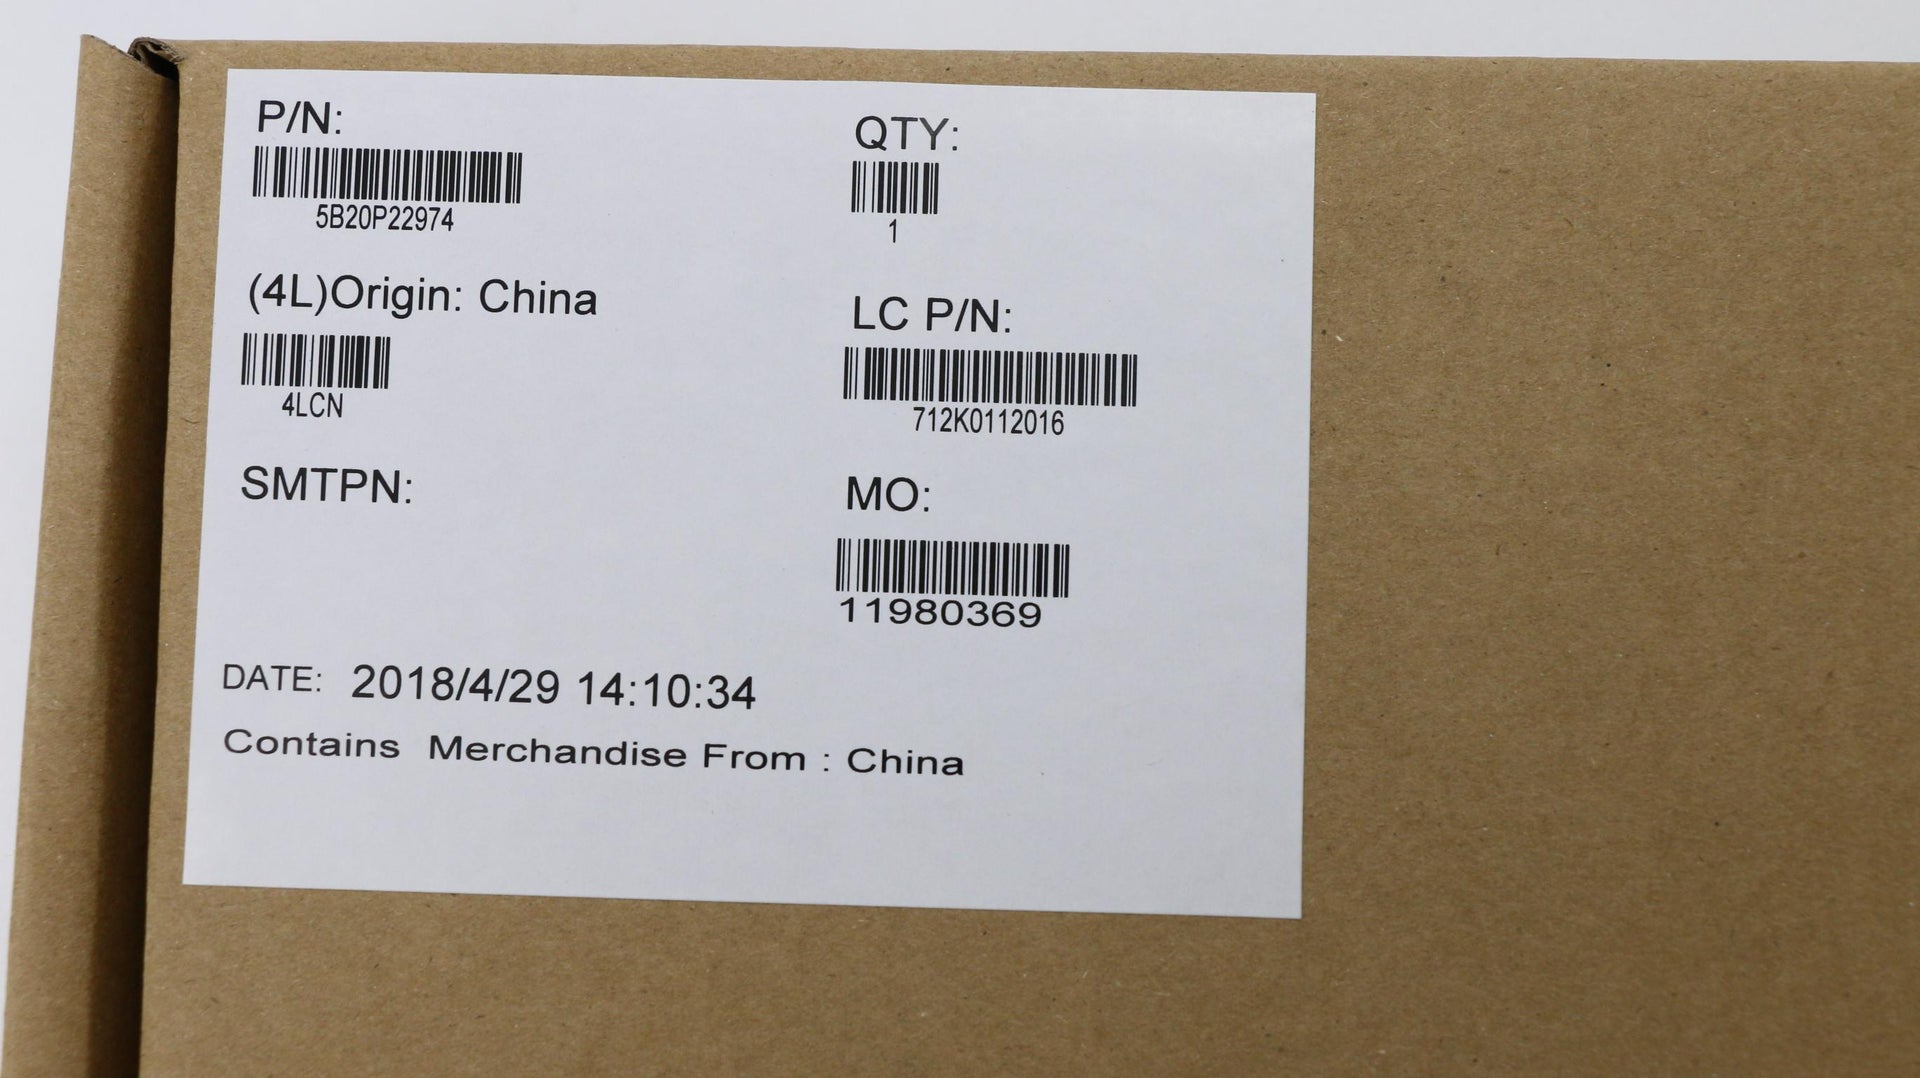 P/N:
5B20P22974
QTY:
1
(4L)Origin: China
4LCN
LC P/N:
712K0112016
SMTPN:
MO:
11980369
DATE: 2018/4/29 14:10:34
Contains Merchandise From : China